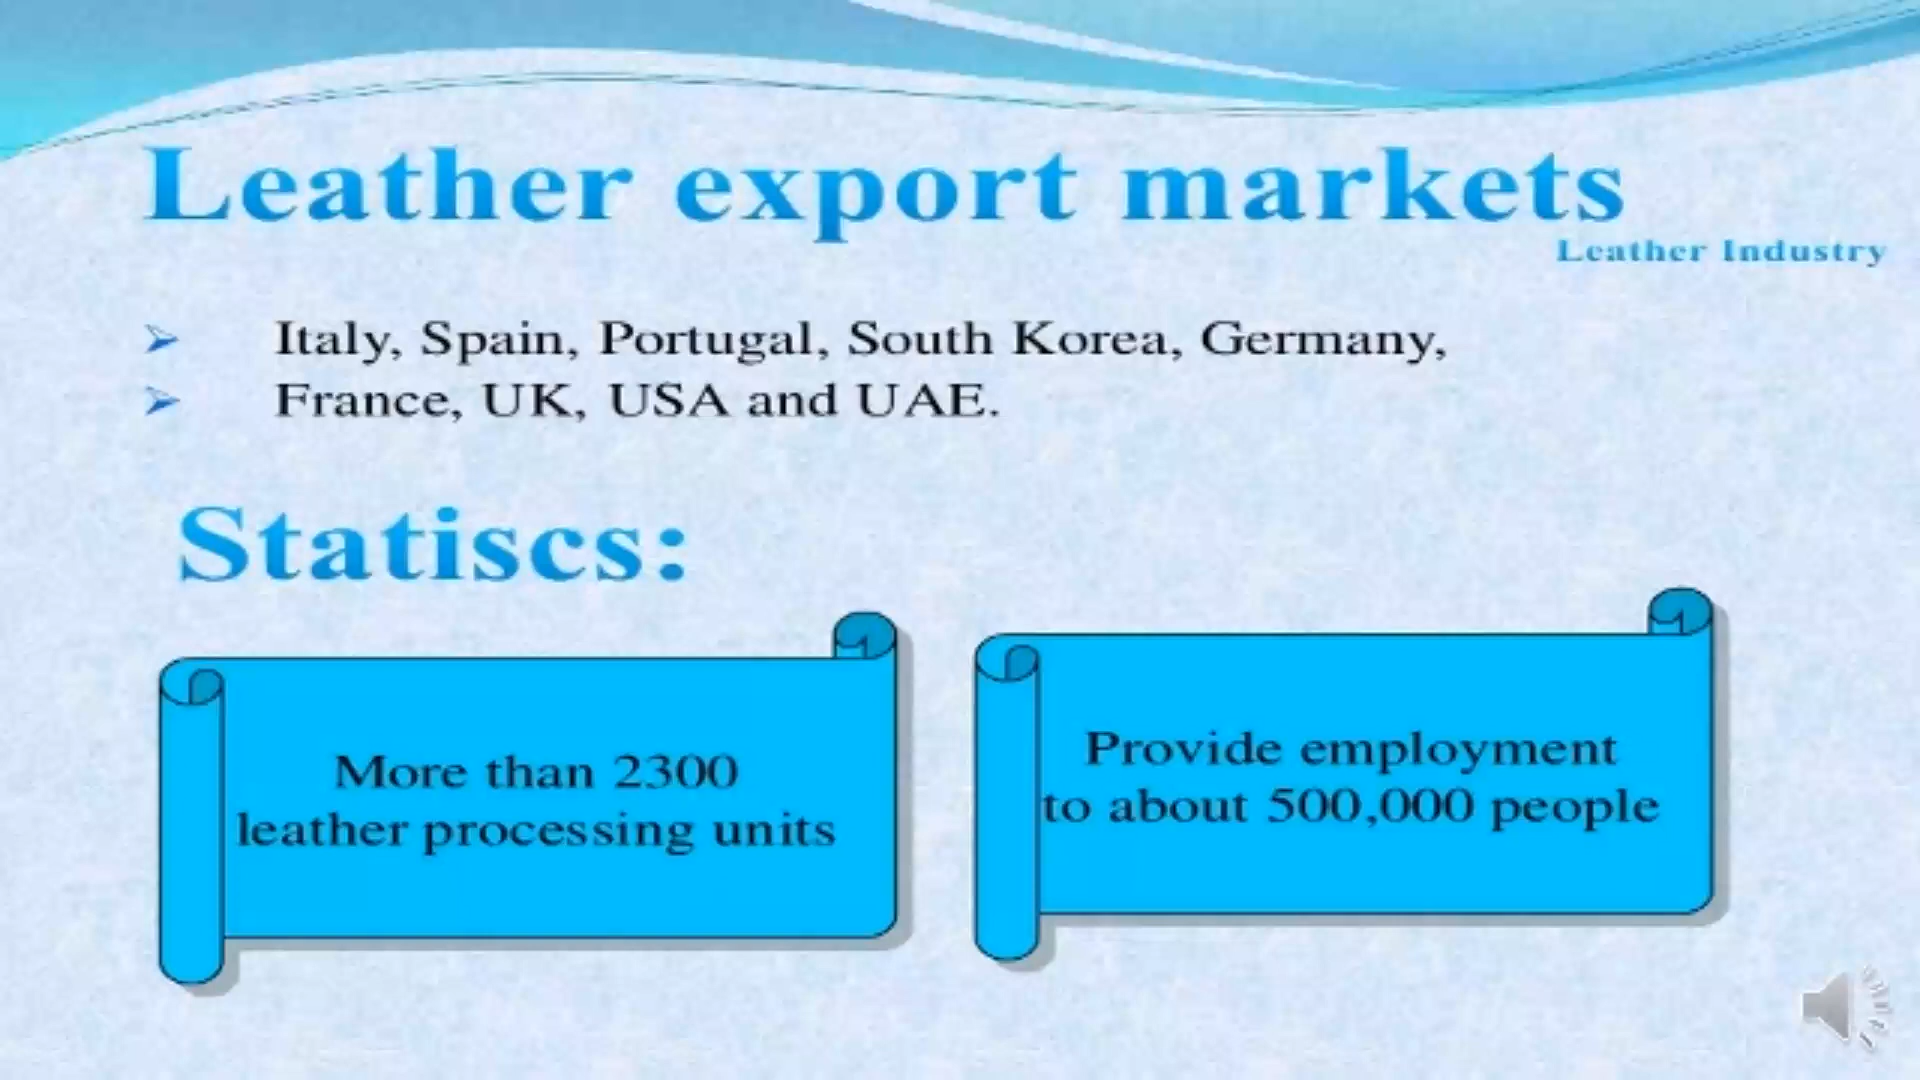 Leather export markets
Leather Industry
Italy, Spain, Portugal, South Korea, Germany,
France, UK, USA and UAE.
Statiscs:
More than 2300
leather processing units
Provide employment
to about 500,000 people